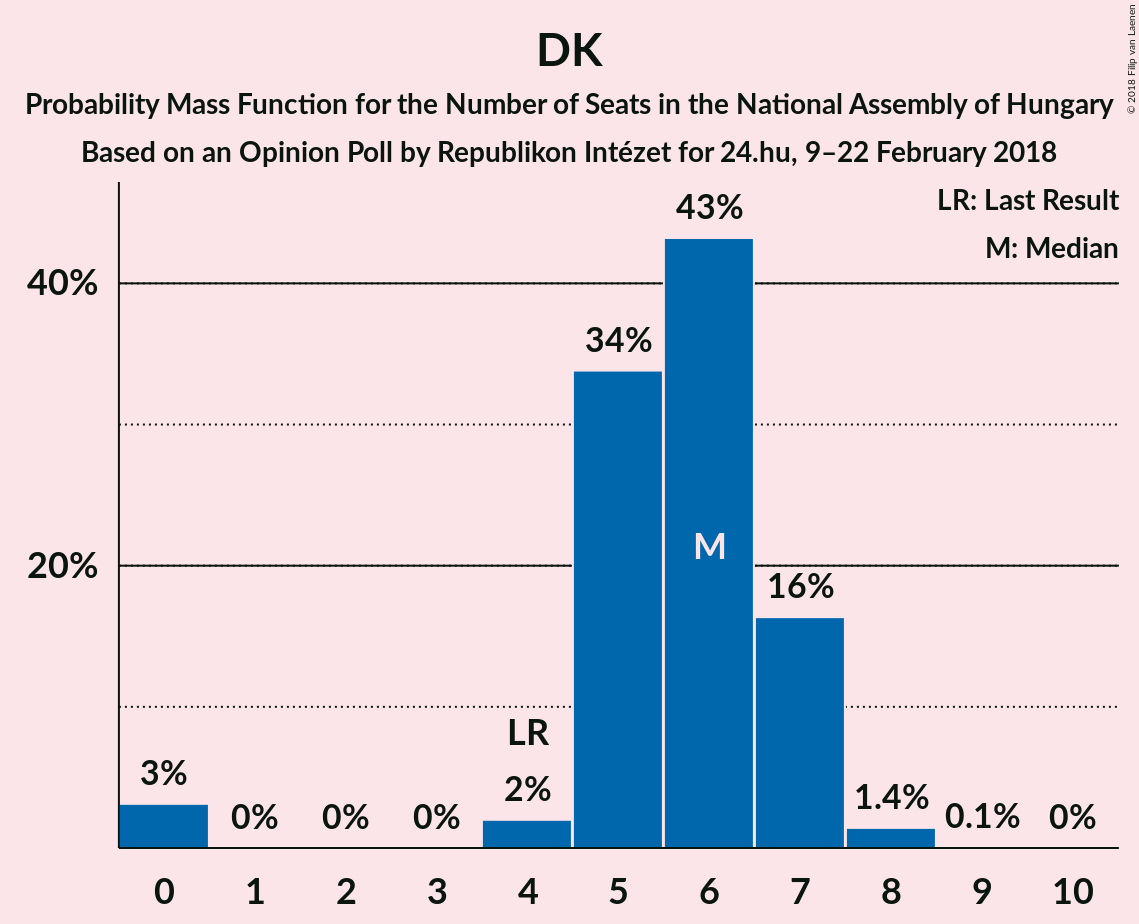 DK
Probability Mass Function for the Number of Seats in the National Assembly of Hungary
Based on an Opinion Poll by Republikon Intézet for 24.hu, 9–22 February 2018
© 2018 Filip van Laenen
LR: Last Result
M: Median
43%
40%
34%
M
20%
16%
LR
3%
2%
1.4%
0%
0%
0%
0.1%
0%
0 1 2 3 4 5 6 7 8 9 10